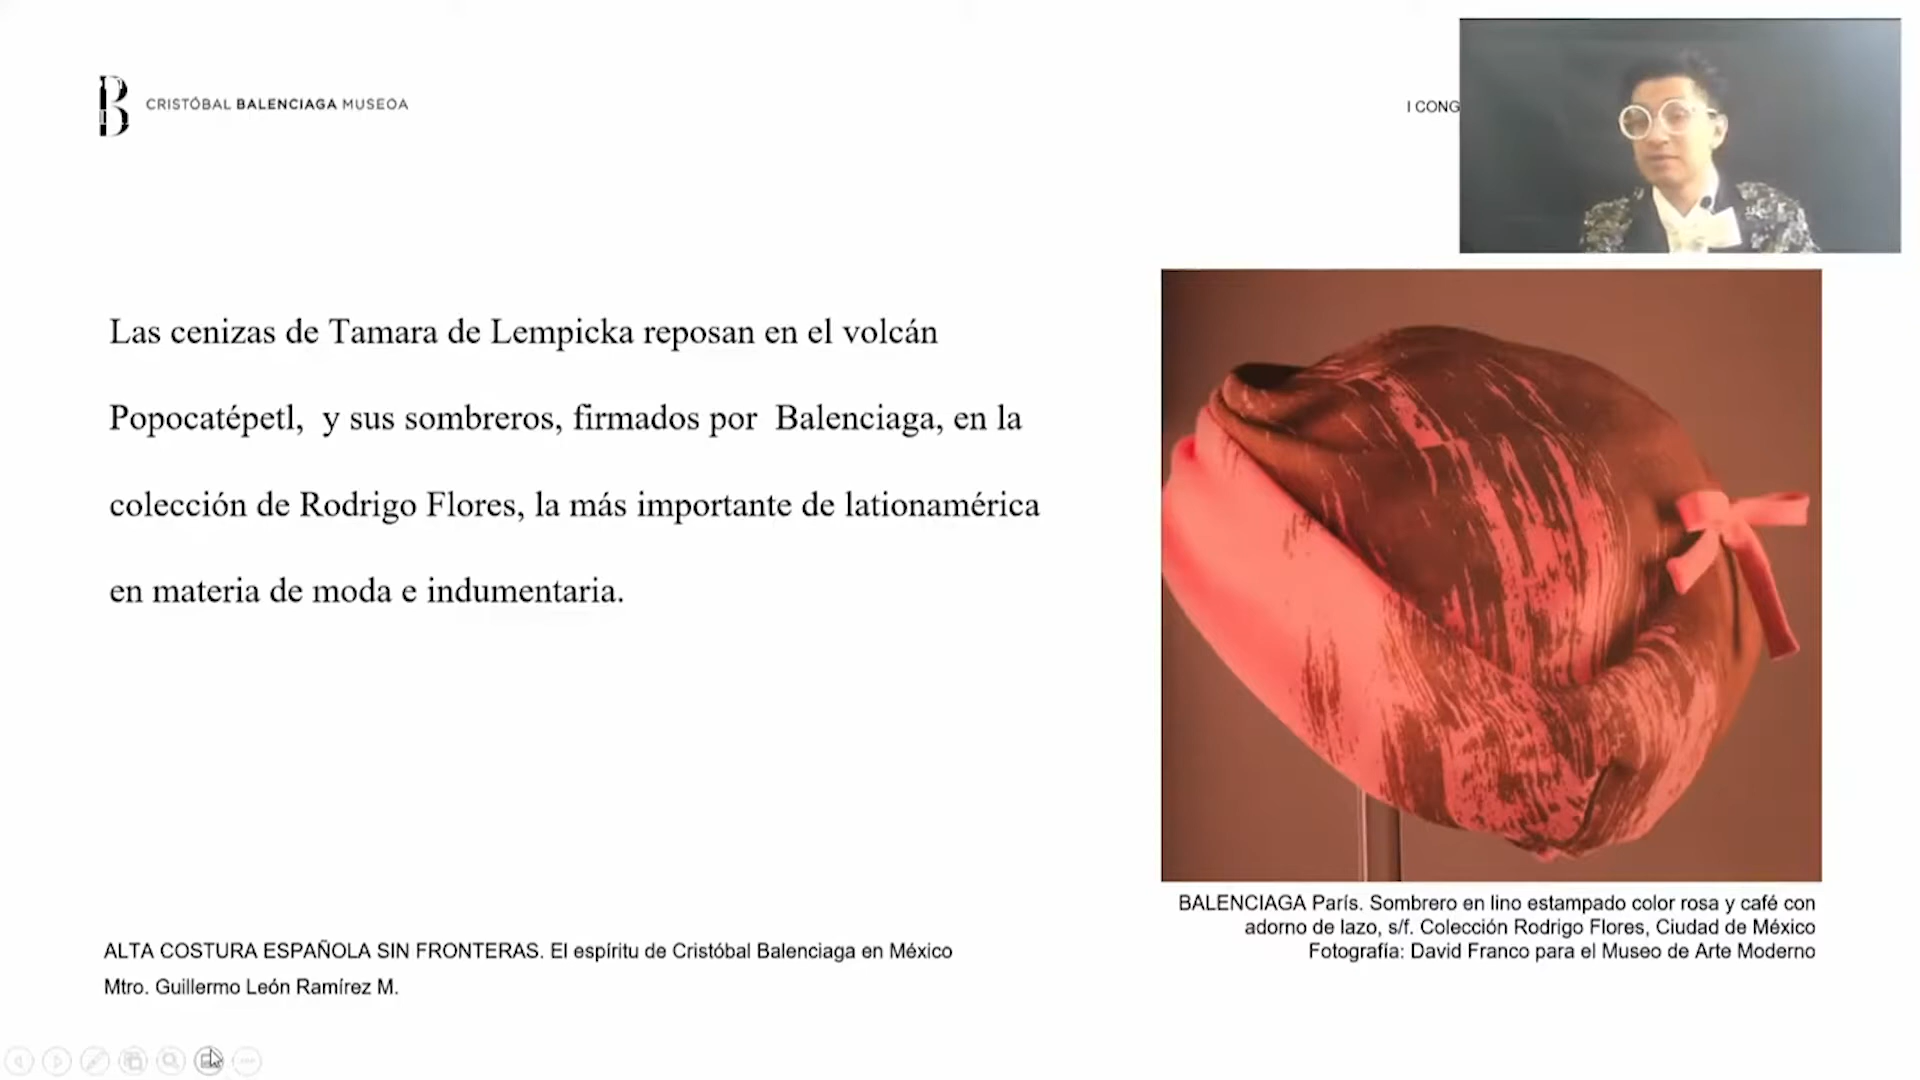 B CRISTÓBAL BALENCIAGA MUSEOA
I CONG
Las cenizas de Tamara de Lempicka reposan en el volcán
Popocatépetl, y sus sombreros, firmados por Balenciaga, en la
colección de Rodrigo Flores, la más importante de lationamérica
en materia de moda e indumentaria.
BALENCIAGA París. Sombrero en lino estampado color rosa y café con
adorno de lazo, s/f. Colección Rodrigo Flores, Ciudad de México
Fotografía: David Franco para el Museo de Arte Moderno
ALTA COSTURA ESPAÑOLA SIN FRONTERAS. El espíritu de Cristóbal Balenciaga en México
Mtro. Guillermo León Ramírez M.